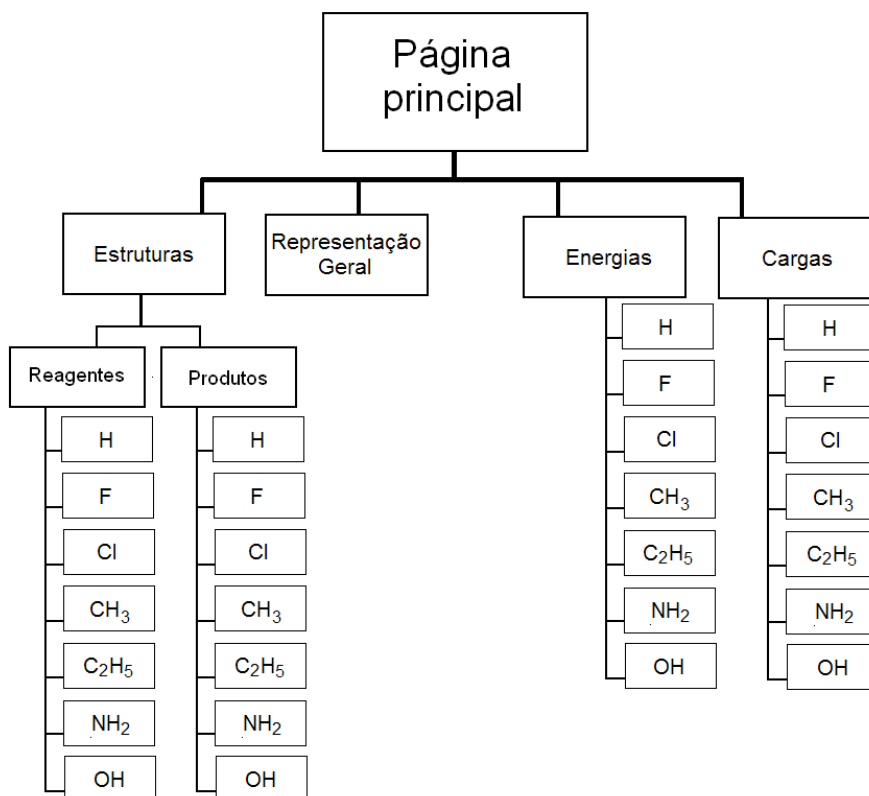 Página
principal
Estruturas
Representação
Geral
Energias
Cargas
Reagentes
Produtos
H
F
Cl
CH3
C2H5
NH2
OH
H
F
Cl
CH3
C2H5
NH2
OH
H
F
Cl
CH3
C2H5
NH2
OH
H
F
Cl
CH3
C2H5
NH2
OH